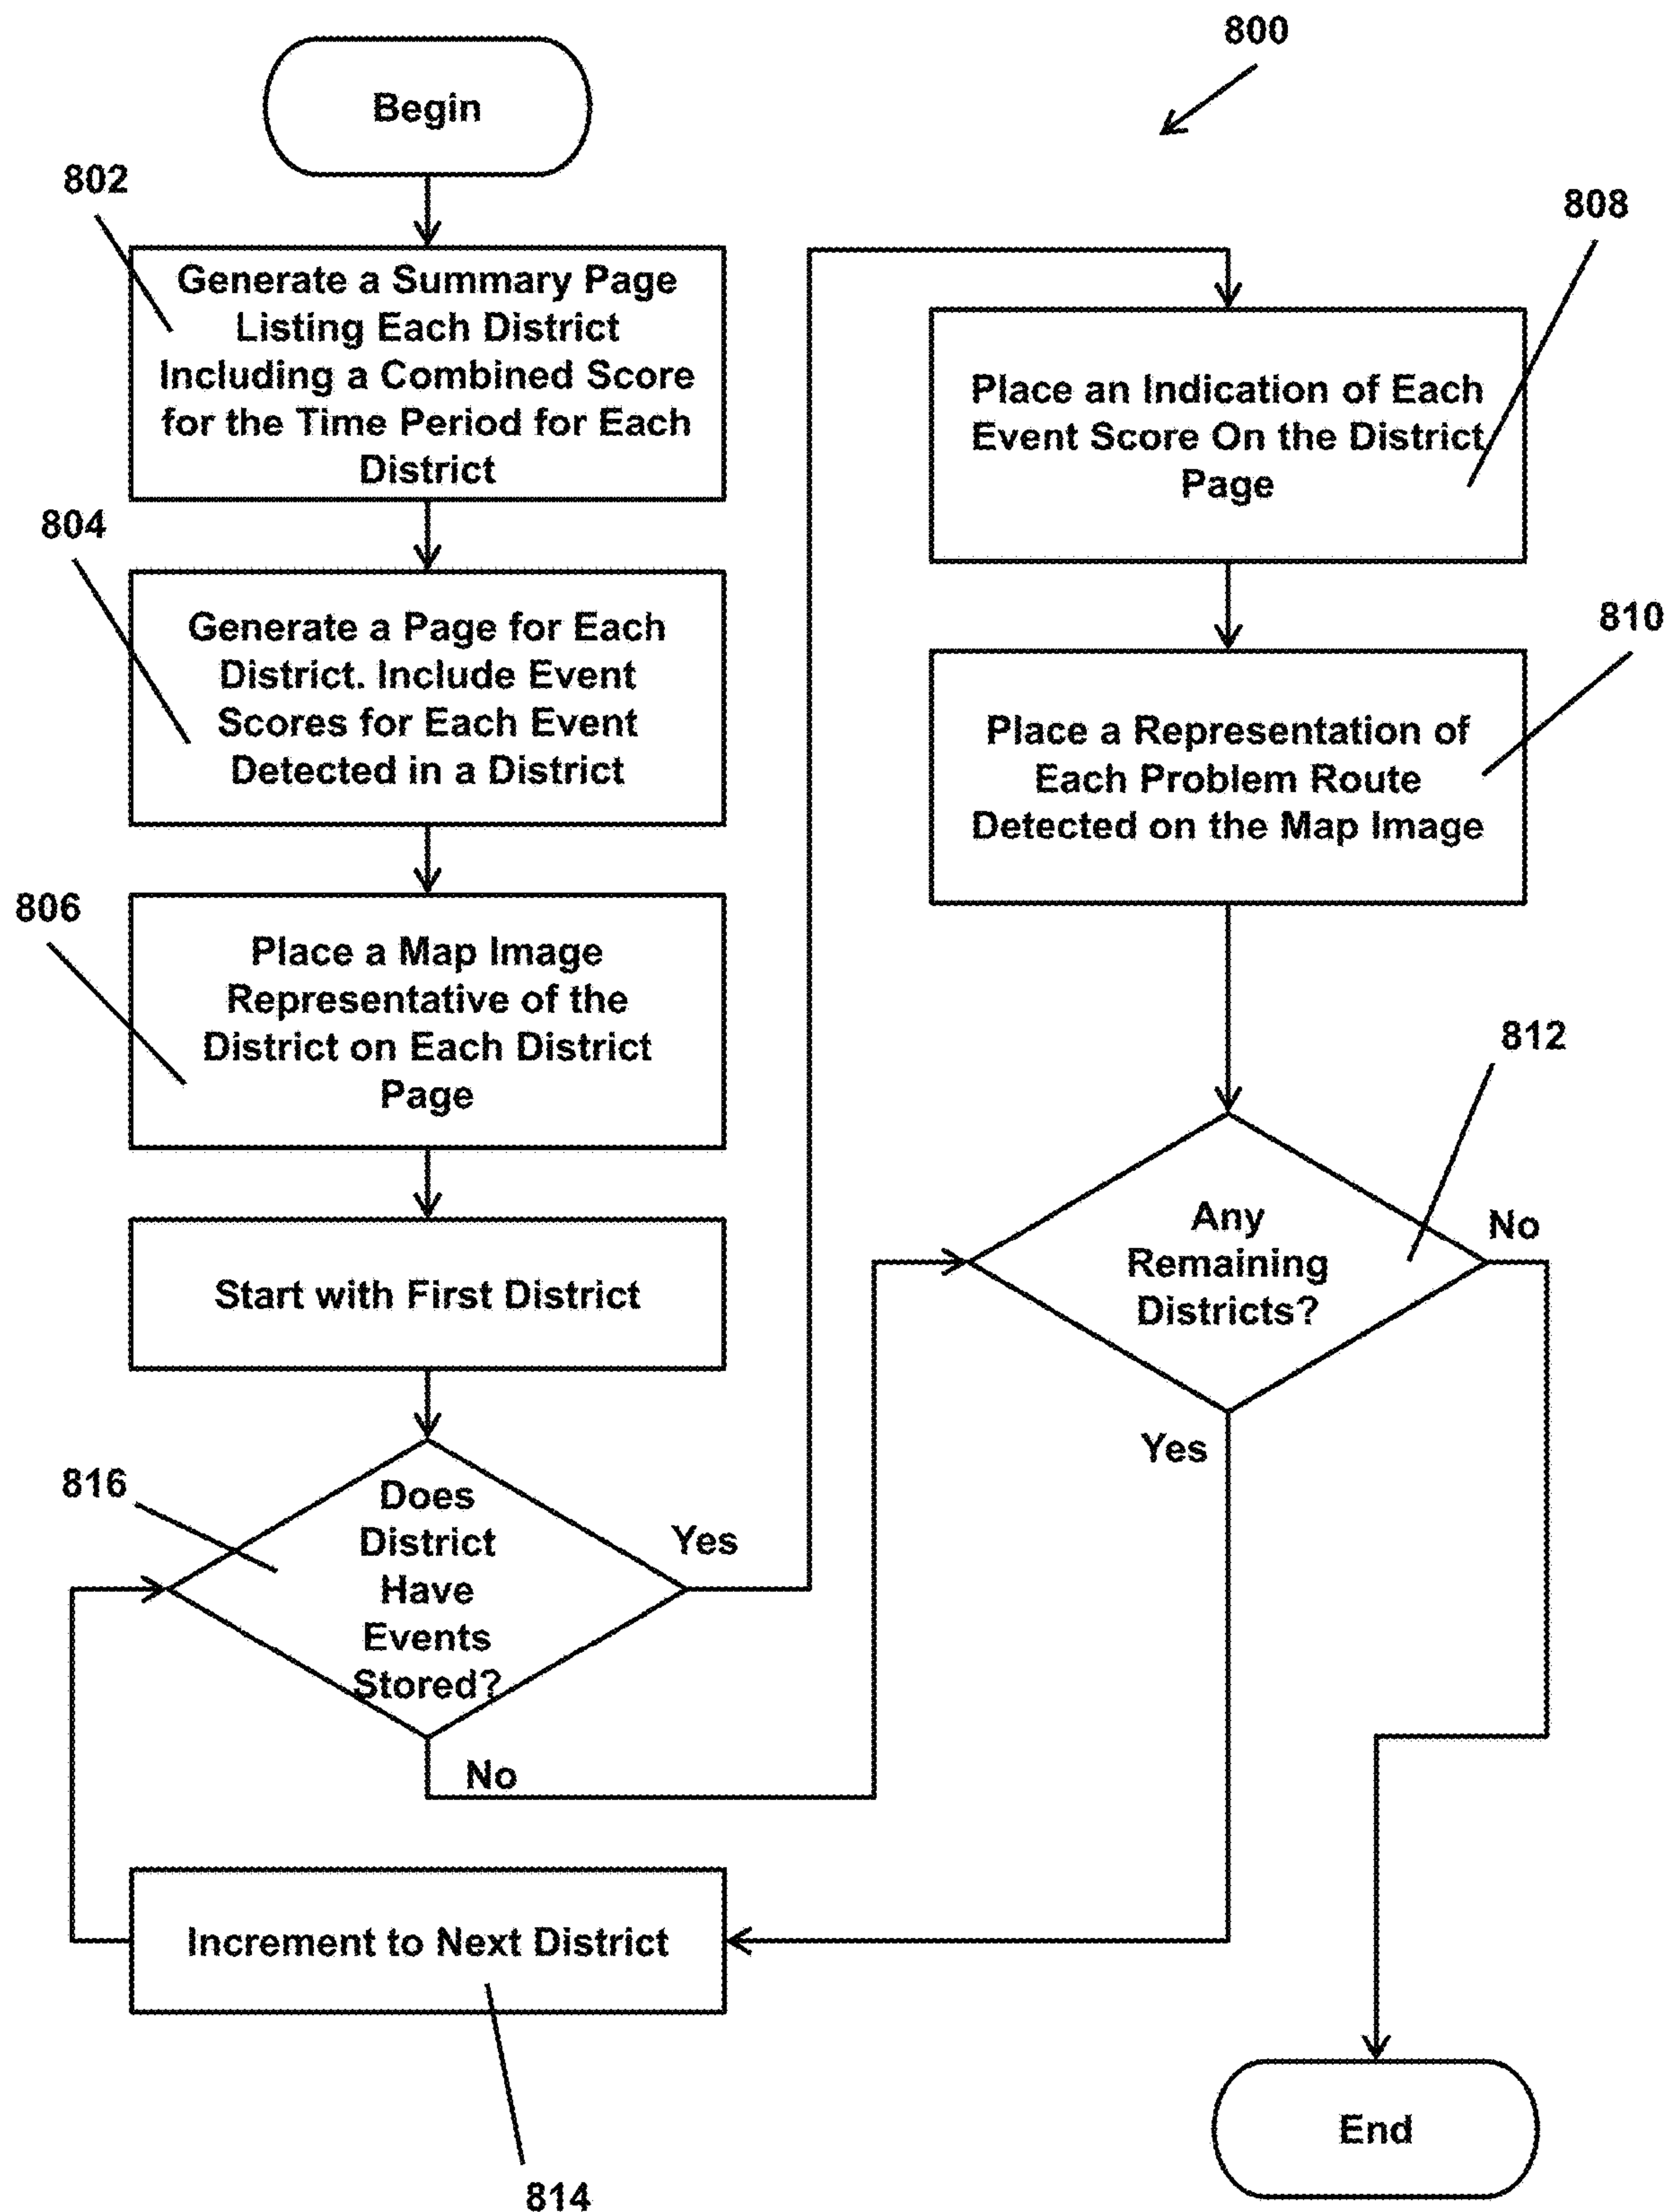 800
Begin
802
Generate a Summary Page
Listing Each District
Including a Combined Score
for the Time Period for Each
District
804
Generate a Page for Each
District. Include Event
Scores for Each Event
Detected in a District
806
Place a Map Image
Representative of the
District on Each District
Page
Start with First District
816
Does
District
Have
Events
Stored?
Yes
No
Increment to Next District
814
808
Place an Indication of Each
Event Score On the District
Page
810
Place a Representation of
Each Problem Route
Detected on the Map Image
812
Any
Remaining
Districts?
No
Yes
End